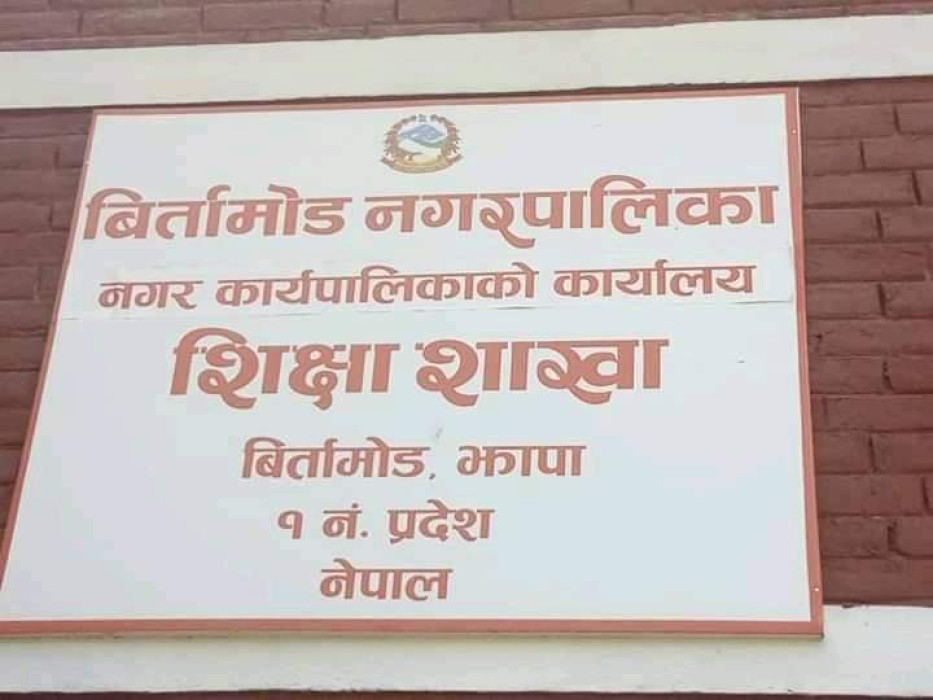 बिर्तामोड नगरपालिका
नगर कार्यपालिकाको कार्यालय
शिक्षा शाखा
बिर्तामोड, झापा
१ नं. प्रदेश
नेपाल